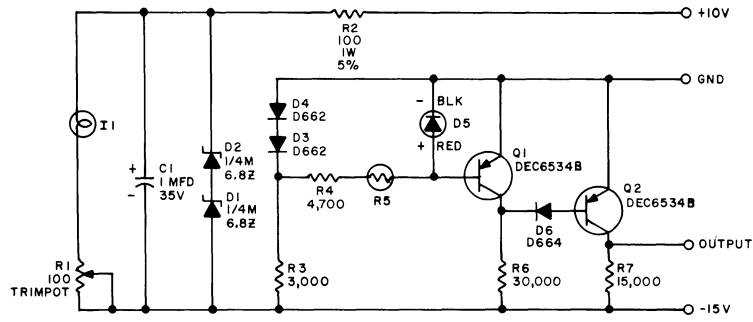 +10V
R2
100
1W
5%
GND
I1
C1
1 MFD
35V
+
-
D2
1/4M
6.8Z
D1
1/4M
6.8Z
D4
D662
D3
D662
R4
4,700
R5
- BLK
D5
+ RED
Q1
DEC6534B
Q2
DEC6534B
D6
D664
OUTPUT
R1
100
TRIMPOT
R3
3,000
R6
30,000
R7
15,000
-15V